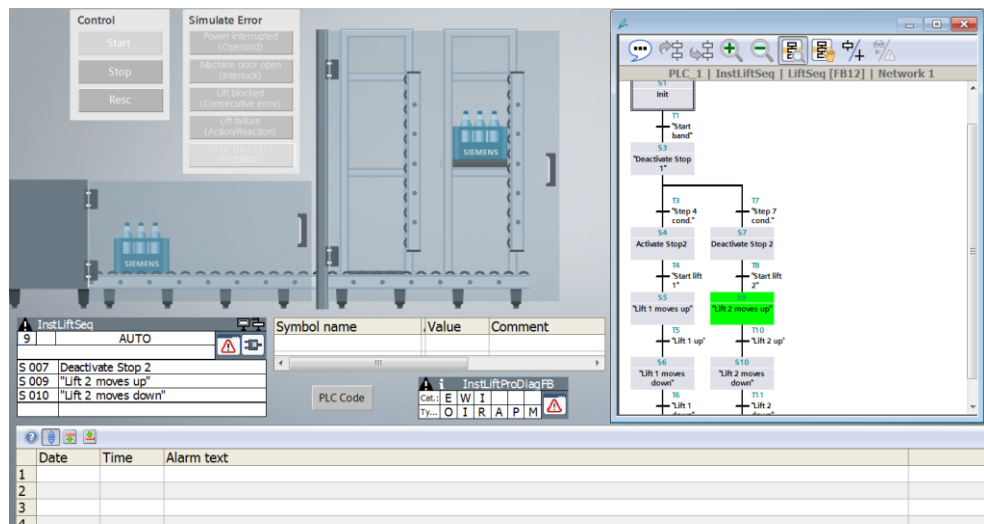 Control
Start
Stop
Resc
Simulate Error
Power Interrupted
(Operand)
Machine door open
(Interlock)
Lift blocked
(Consecutive error)
Lift failure
(Action/Reaction)
SIEMENS
SIEMENS
InstLiftSeq
9 AUTO
S 007 Deactivate Stop 2
S 009 "Lift 2 moves up"
S 010 "Lift 2 moves down"
Symbol name Value Comment
PLC Code
i InstLiftProDiagFB
Cat.: E W I
Ty... O I R A P M
PLC_1 | InstLiftSeq | LiftSeq [FB12] | Network 1
S1
Init
T1
"Start
band"
S3
"Deactivate Stop
1"
T3
"Step 4
cond."
T7
"Step 7
cond."
S4
Activate Stop2
S7
Deactivate Stop 2
T4
"Start lift
1"
T8
"Start lift
2"
S5
"Lift 1 moves up"
S9
"Lift 2 moves up"
T5
"Lift 1 up"
T10
"Lift 2 up"
S6
"Lift 1 moves
down"
S10
"Lift 2 moves
down"
T6
"Lift 1
T11
"Lift 2
Date Time Alarm text
1
2
3
4